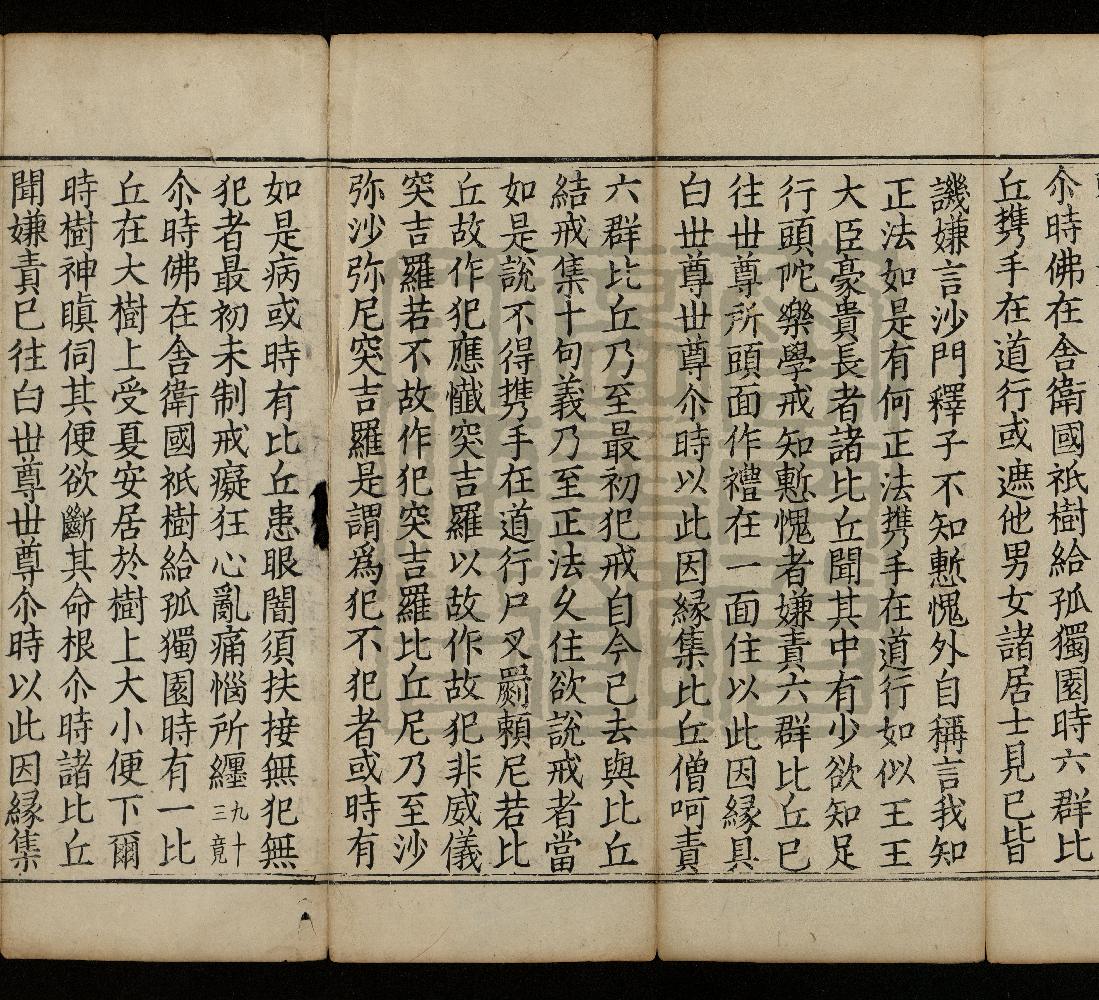 尒時佛在舎衛國祇樹給孤獨園時六群比
丘携手在道行或遮他男女諸居士見已皆
譏嫌言沙門釋子不知慙愧外自稱言我知
正法如是有何正法携手在道行如似王王
大臣豪貴長者諸比丘聞其中有少欲知足
行頭陀樂學戒知慙愧者嫌責六群比丘已
往世尊所頭面作禮在一面住以此因縁具
白世尊世尊尒時以此因縁集比丘僧呵責
六群比丘乃至最初犯戒自今已去與比丘
結戒集十句義乃至正法久住欲說戒者當
如是說不得携手在道行尸叉罽賴尼若比
丘故作犯應懺突吉羅以故作故犯非威儀
突吉羅若不故作犯突吉羅比丘尼乃至沙
弥沙弥尼突吉羅是謂爲犯不犯者或時有
如是病或時有比丘患眼闇須扶接無犯無
犯者最初未制戒癡狂心亂痛惱所纏九十三竟
尒時佛在舎衛國祇樹給孤獨園時有一比
丘在大樹上受夏安居於樹上大小便下爾
時樹神瞋伺其便欲斷其命根尒時諸比丘
聞嫌責已往白世尊世尊尒時以此因縁集